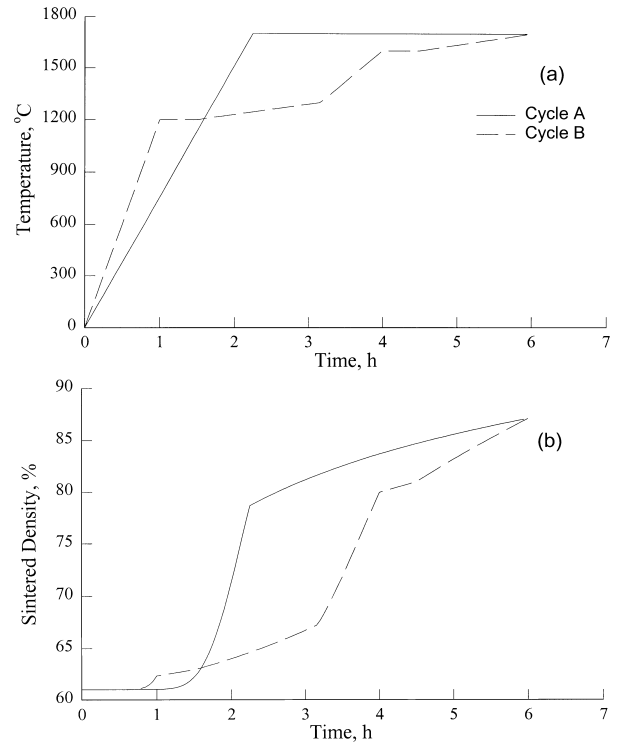 1800
1500
1200
900
600
300
0
Temperature, °C
(a)
Cycle A
Cycle B
0 1 2 3 4 5 6 7
Time, h
90
85
80
75
70
65
60
Sintered Density, %
(b)
0 1 2 3 4 5 6 7
Time, h